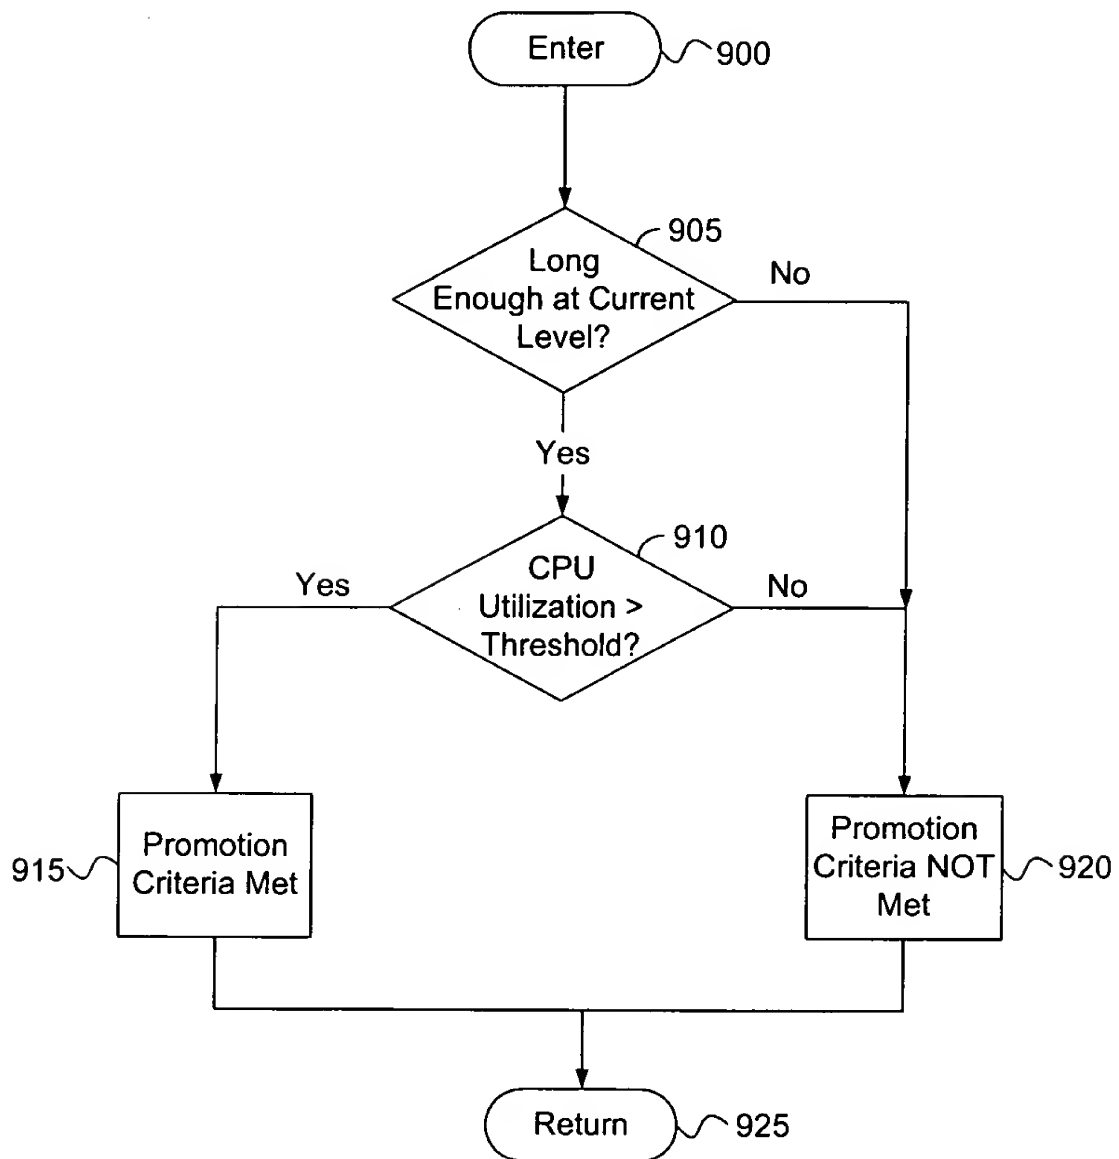 Enter
900
905
Long
Enough at Current
Level?
No
Yes
910
CPU
Utilization >
Threshold?
Yes
No
915
Promotion
Criteria Met
Promotion
Criteria NOT
Met
920
Return
925